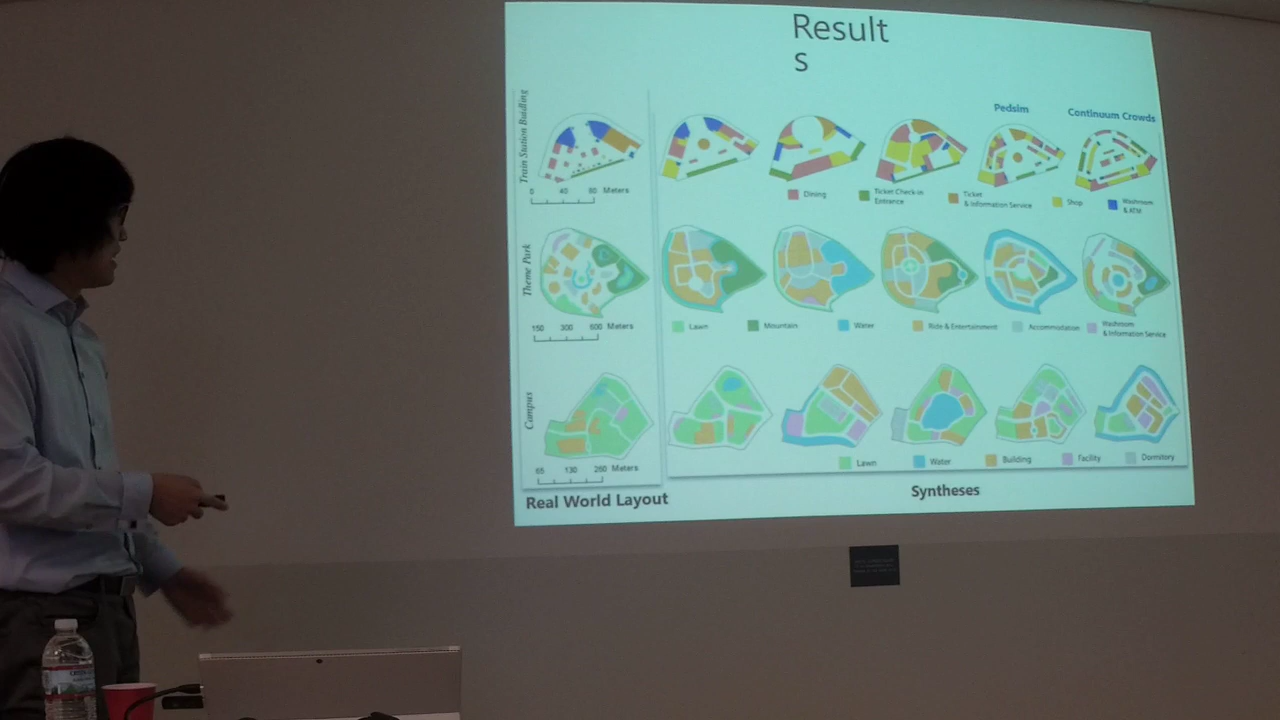 Result
s
Pedsim
Continuum Crowds
Train Station Building
0 40 80 Meters
Dining
Ticket Check-in
Entrance
Ticket
& Information Service
Shop
Washroom
& ATM
Theme Park
150 300 600 Meters
Lawn
Mountain
Water
Ride & Entertainment
Accommodation
Washroom
& Information Service
Campus
65 130 260 Meters
Lawn
Water
Building
Facility
Dormitory
Real World Layout
Syntheses